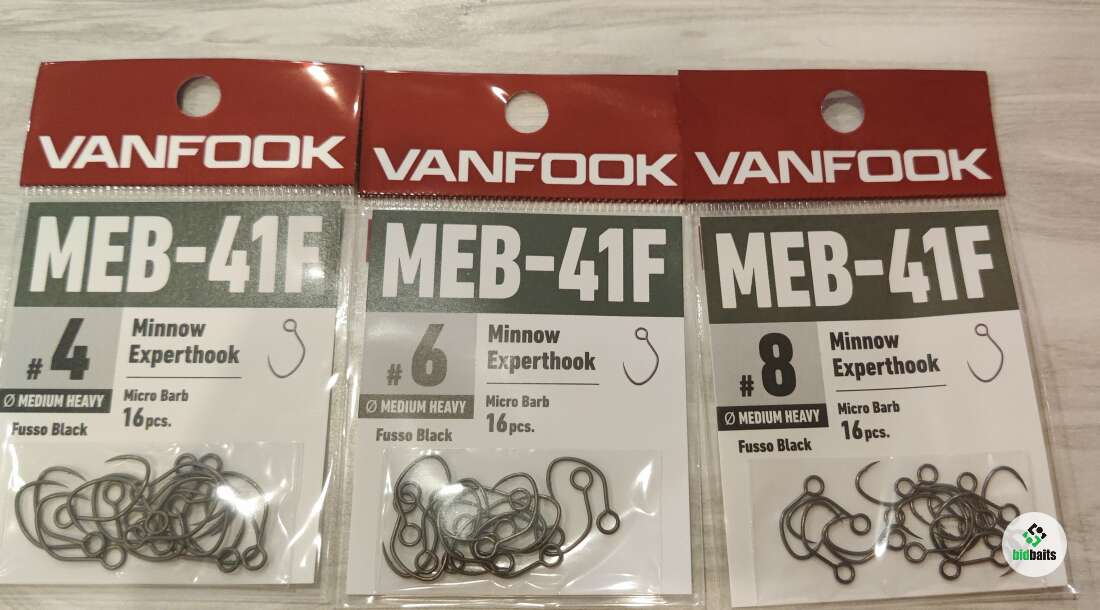 VANFOOK
MEB-41F
#4
Minnow
Experthook
Ø MEDIUM HEAVY
Micro Barb
16pcs.
Fusso Black
VANFOOK
MEB-41F
#6
Minnow
Experthook
Ø MEDIUM HEAVY
Micro Barb
16pcs.
Fusso Black
VANFOOK
MEB-41F
#8
Minnow
Experthook
Ø MEDIUM HEAVY
Micro Barb
16pcs.
Fusso Black
bidbaits